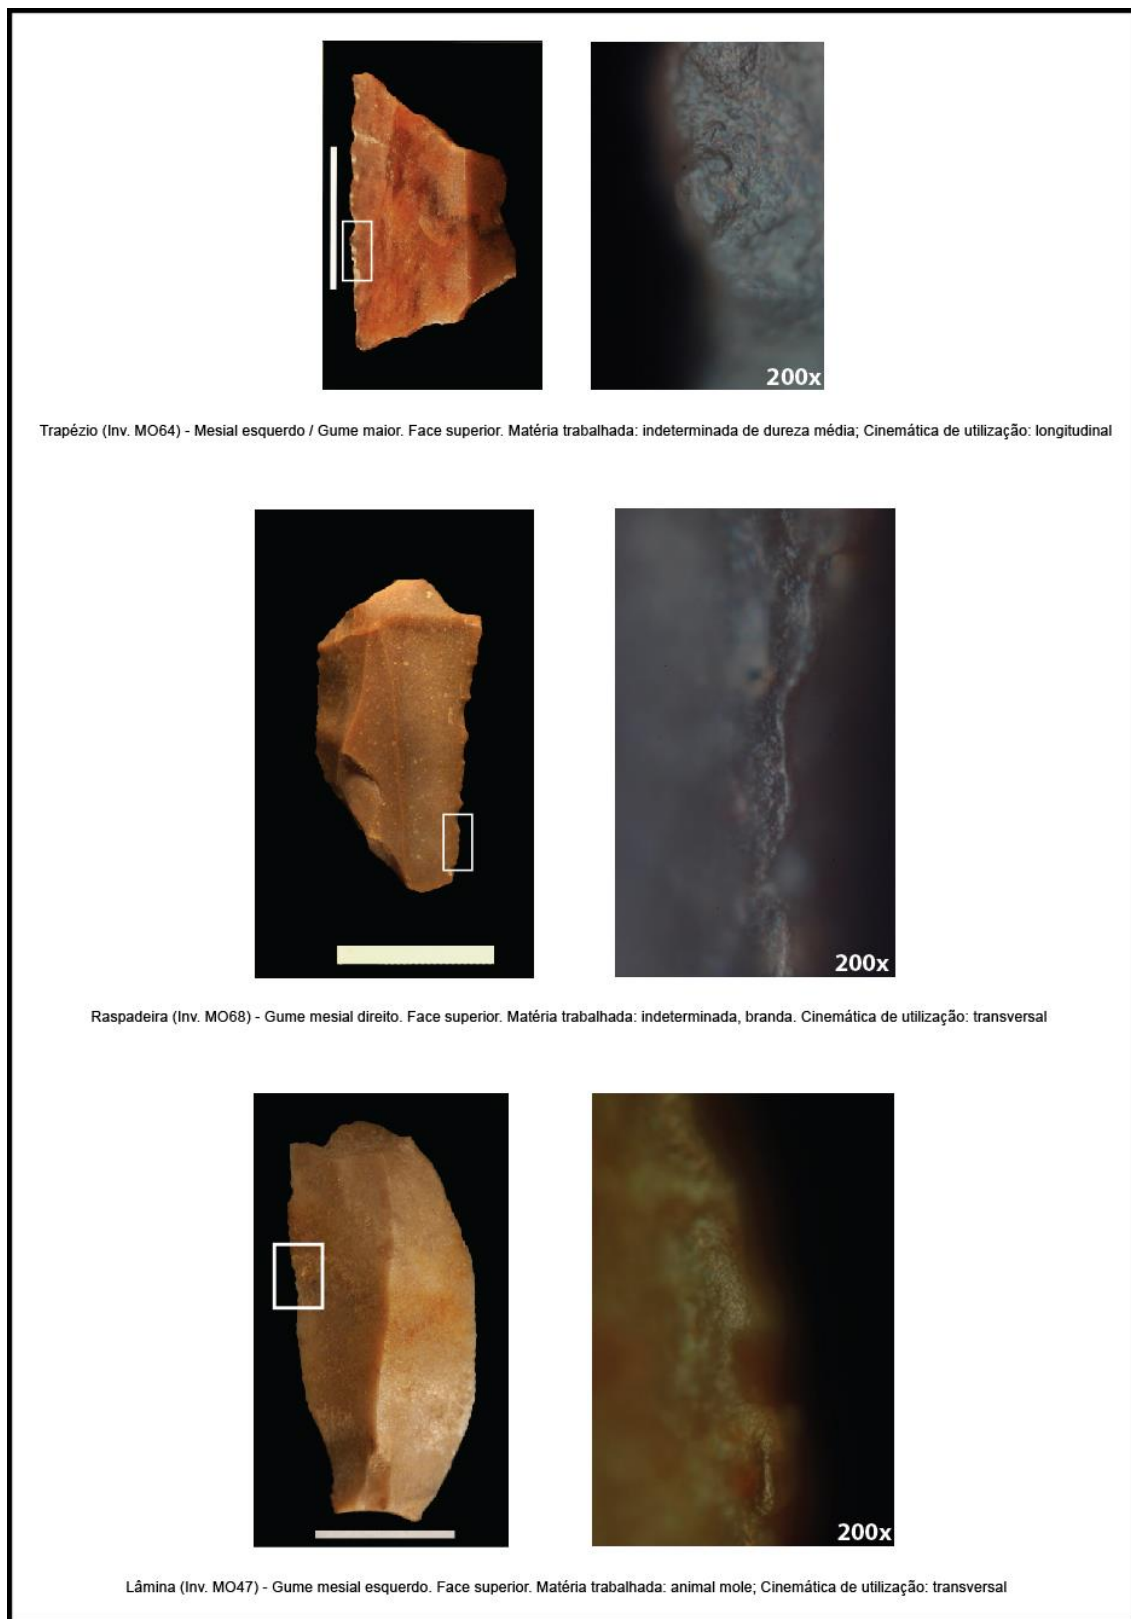 200x
Trapézio (Inv. MO64) - Mesial esquerdo / Gume maior. Face superior. Matéria trabalhada: indeterminada de dureza média; Cinemática de utilização: longitudinal
200x
Raspadeira (Inv. MO68) - Gume mesial direito. Face superior. Matéria trabalhada: indeterminada, branda. Cinemática de utilização: transversal
200x
Lâmina (Inv. MO47) - Gume mesial esquerdo. Face superior. Matéria trabalhada: animal mole; Cinemática de utilização: transversal